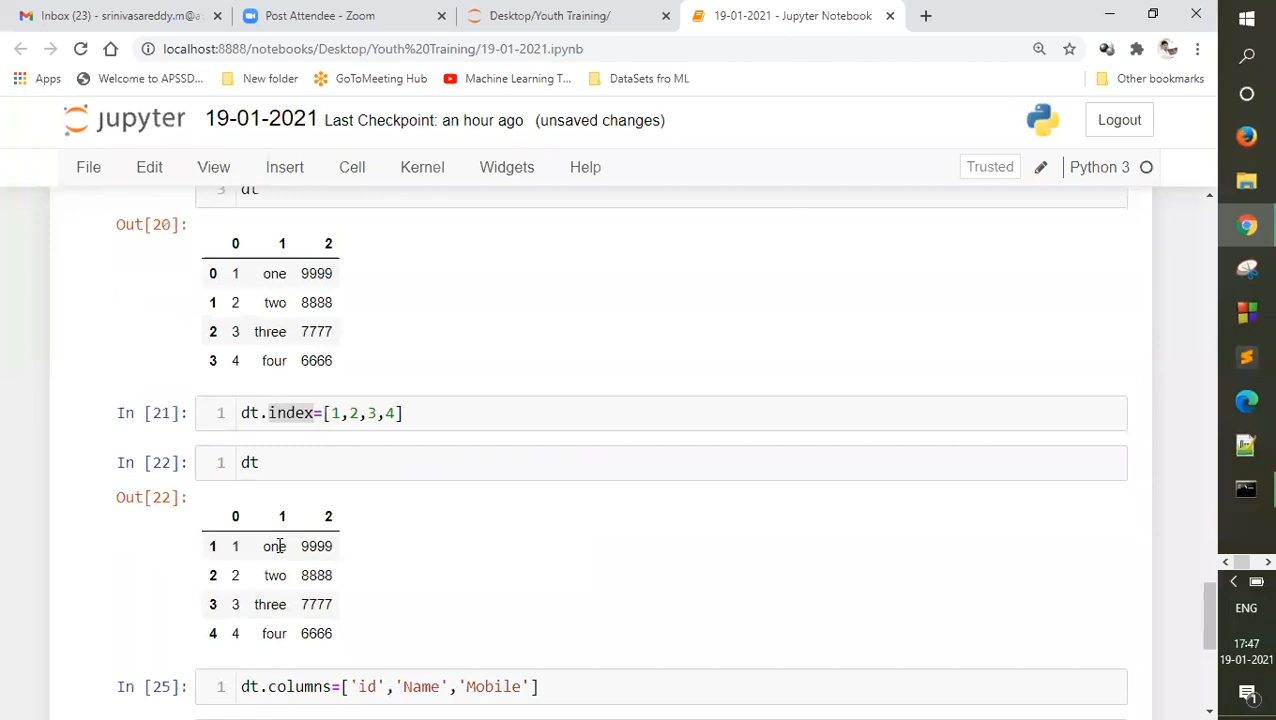 Inbox (23) - srinivasareddy.m@a
Post Attendee - Zoom
Desktop/Youth Training/
19-01-2021 - Jupyter Notebook
localhost:8888/notebooks/Desktop/Youth%20Training/19-01-2021.ipynb
Apps
Welcome to APSSD...
New folder
GoToMeeting Hub
Machine Learning T...
DataSets fro ML
Other bookmarks
jupyter 19-01-2021 Last Checkpoint: an hour ago (unsaved changes)
Logout
File Edit View Insert Cell Kernel Widgets Help
Trusted
Python 3
3 dt
Out[20]:
0 1 2
0 1 one 9999
1 2 two 8888
2 3 three 7777
3 4 four 6666
In [21]: 1 dt.index=[1,2,3,4]
In [22]: 1 dt
Out[22]:
0 1 2
1 1 one 9999
2 2 two 8888
3 3 three 7777
4 4 four 6666
In [25]: 1 dt.columns=['id','Name','Mobile']
ENG
17:47
19-01-2021
1